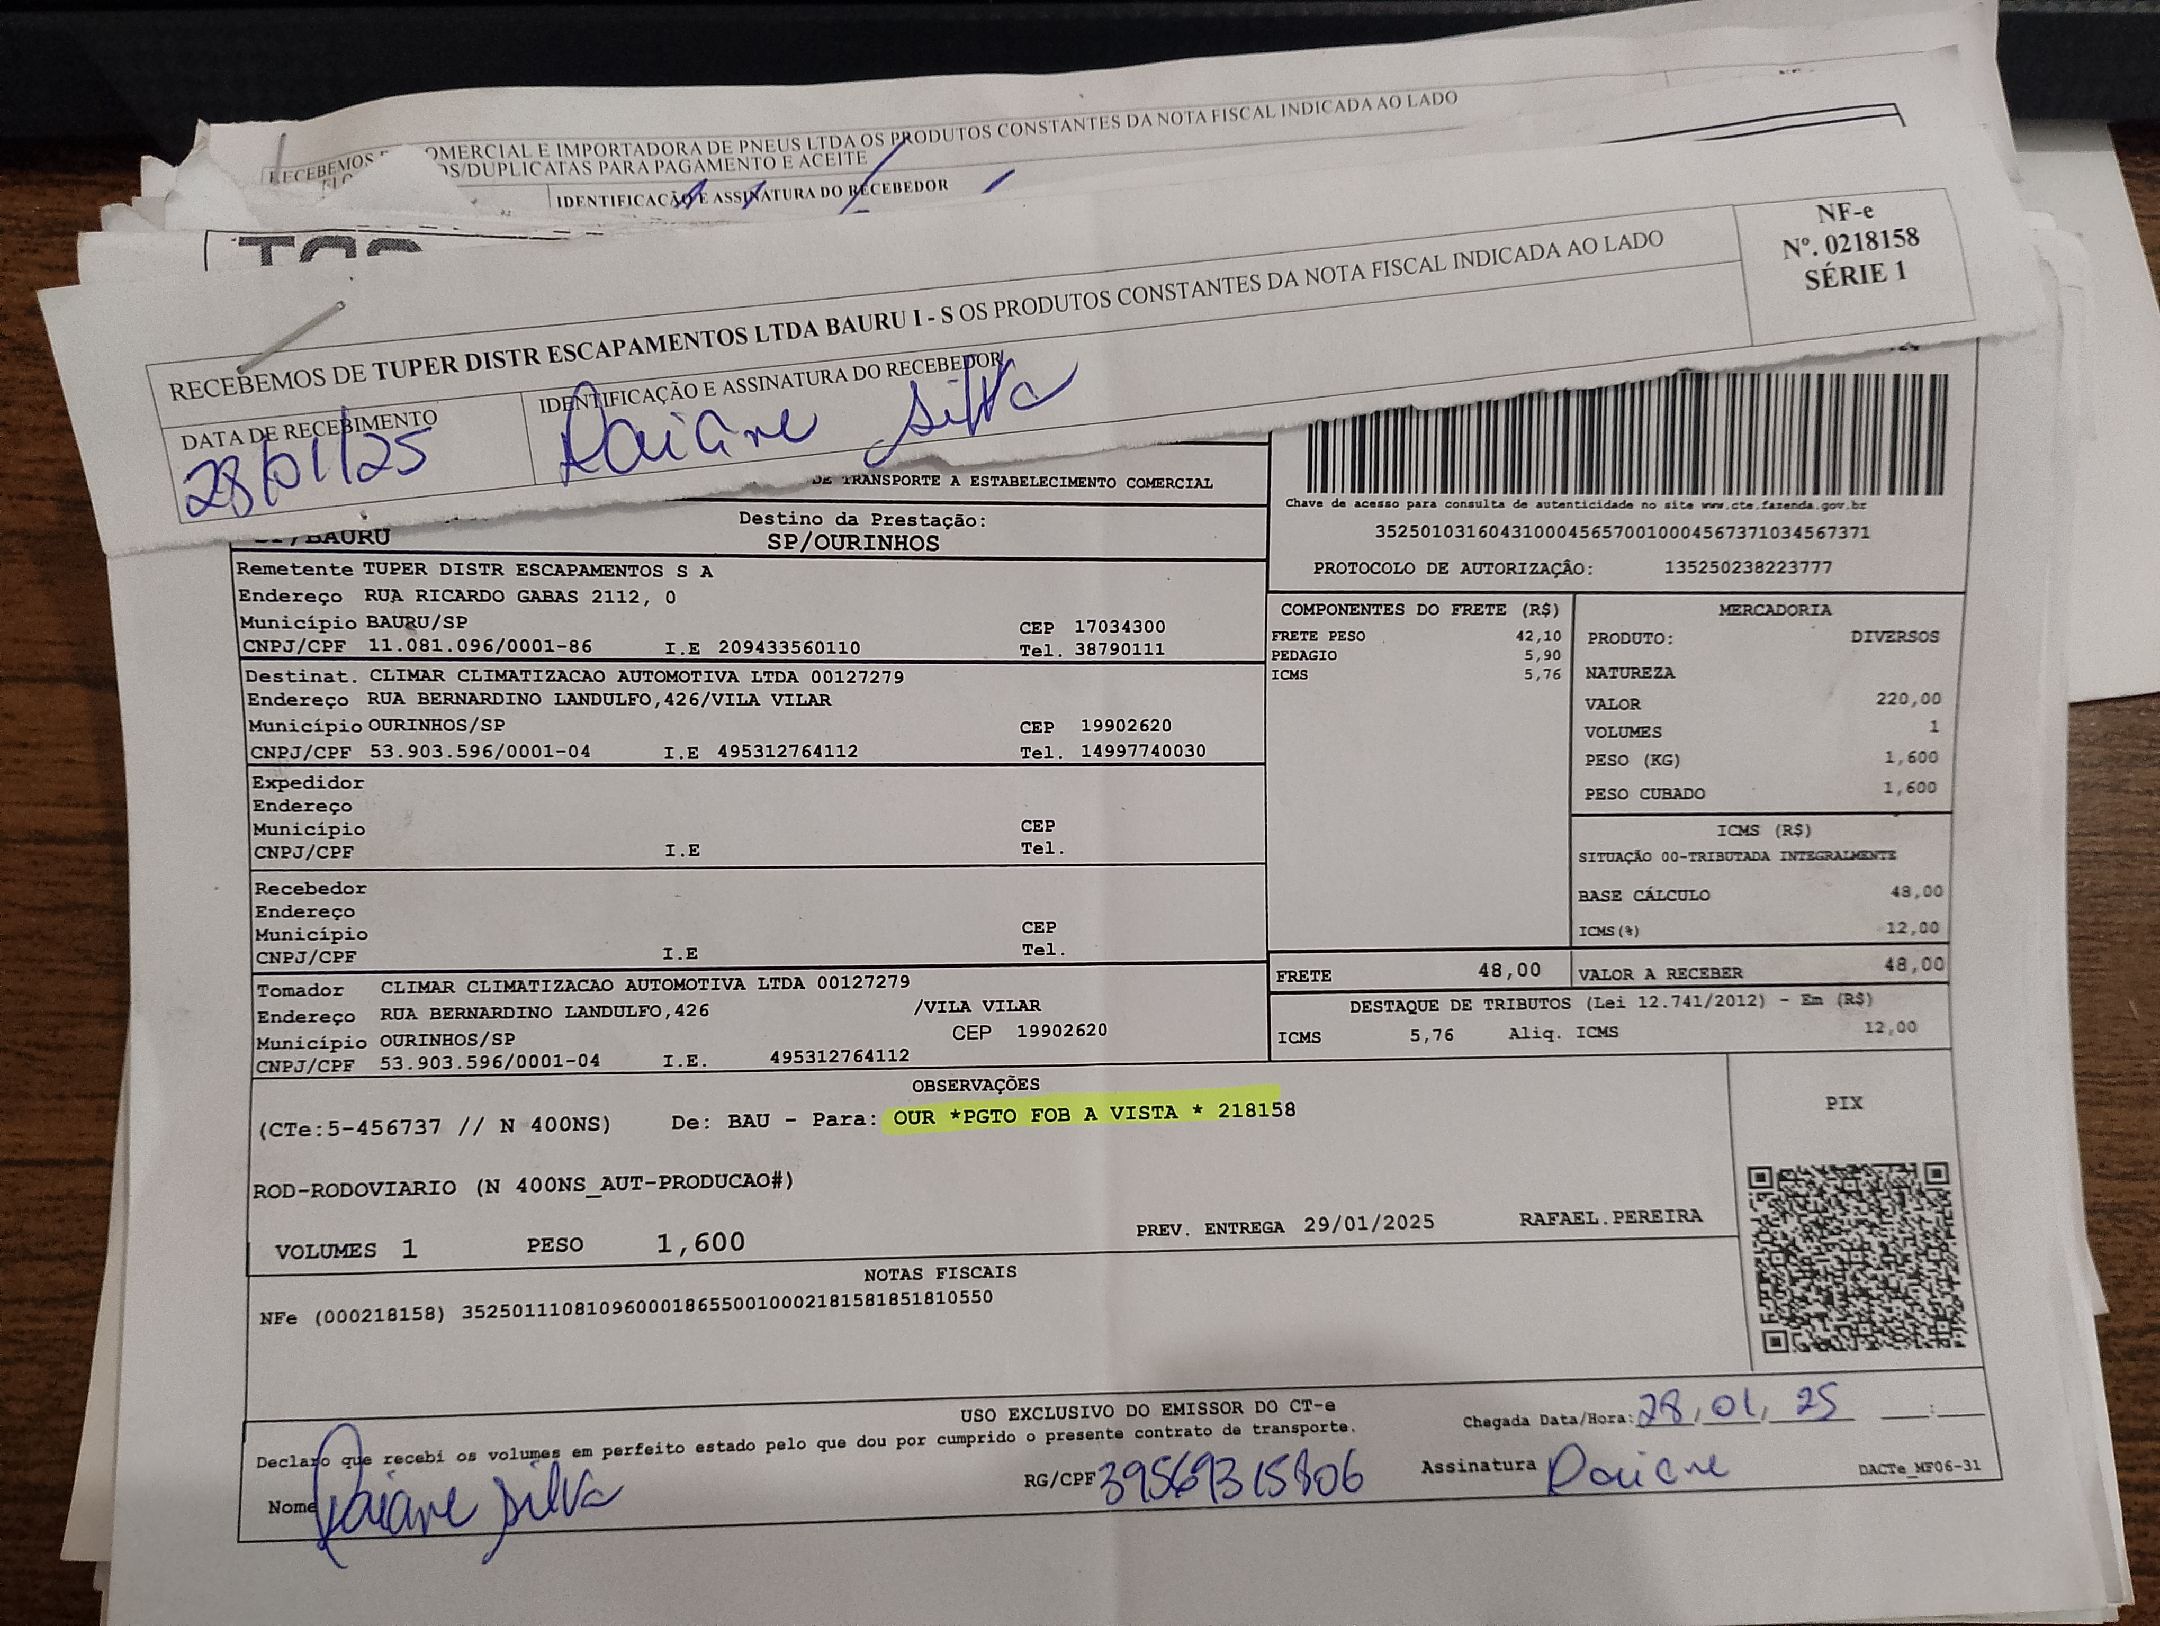 RECEBEMOS OMERCIAL E IMPORTADORA DE PNEUS LTDA OS PRODUTOS CONSTANTES DA NOTA FISCAL INDICADA AO LADO
OS/DUPLICATAS PARA PAGAMENTO E ACEITE
IDENTIFICAÇÃO E ASSINATURA DO RECEBEDOR
RECEBEMOS DE TUPER DISTR ESCAPAMENTOS LTDA BAURU I - S OS PRODUTOS CONSTANTES DA NOTA FISCAL INDICADA AO LADO
NF-e
Nº. 0218158
SÉRIE 1
DATA DE RECEBIMENTO
28/01/25
IDENTIFICAÇÃO E ASSINATURA DO RECEBEDOR
Raiane Silva
DE TRANSPORTE A ESTABELECIMENTO COMERCIAL
SP/BAURU
Destino da Prestação:
SP/OURINHOS
Chave de acesso para consulta de autenticidade no site www.cte.fazenda.gov.br
35250103160431000456570010004567371034567371
PROTOCOLO DE AUTORIZAÇÂO: 135250238223777
Remetente TUPER DISTR ESCAPAMENTOS S A
Endereço RUA RICARDO GABAS 2112, 0
Município BAURU/SP CEP 17034300
CNPJ/CPF 11.081.096/0001-86 I.E 209433560110 Tel. 38790111
Destinat. CLIMAR CLIMATIZACAO AUTOMOTIVA LTDA 00127279
Endereço RUA BERNARDINO LANDULFO,426/VILA VILAR
Município OURINHOS/SP CEP 19902620
CNPJ/CPF 53.903.596/0001-04 I.E 495312764112 Tel. 14997740030
Expedidor
Endereço
Município CEP
CNPJ/CPF I.E Tel.
Recebedor
Endereço
Município CEP
CNPJ/CPF I.E Tel.
Tomador CLIMAR CLIMATIZACAO AUTOMOTIVA LTDA 00127279
Endereço RUA BERNARDINO LANDULFO,426 /VILA VILAR
Município OURINHOS/SP CEP 19902620
CNPJ/CPF 53.903.596/0001-04 I.E. 495312764112
COMPONENTES DO FRETE (R$)
FRETE PESO 42,10
PEDAGIO 5,90
ICMS 5,76
MERCADORIA
PRODUTO: DIVERSOS
NATUREZA
VALOR 220,00
VOLUMES 1
PESO (KG) 1,600
PESO CUBADO 1,600
ICMS (R$)
SITUAÇÃO 00-TRIBUTADA INTEGRALMENTE
BASE CÁLCULO 48,00
ICMS(%) 12,00
FRETE 48,00 VALOR A RECEBER 48,00
DESTAQUE DE TRIBUTOS (Lei 12.741/2012) - Em (R$)
ICMS 5,76 Aliq. ICMS 12,00
OBSERVAÇÕES
(CTe:5-456737 // N 400NS) De: BAU - Para: OUR *PGTO FOB A VISTA * 218158
ROD-RODOVIARIO (N 400NS_AUT-PRODUCAO#)
VOLUMES 1 PESO 1,600 PREV. ENTREGA 29/01/2025 RAFAEL.PEREIRA
PIX
NOTAS FISCAIS
NFe (000218158) 35250111081096000186550010002181581851810550
USO EXCLUSIVO DO EMISSOR DO CT-e
Declaro que recebi os volumes em perfeito estado pelo que dou por cumprido o presente contrato de transporte.
Chegada Data/Hora: 28, 01, 25 __:__
Nome Raiane Silva RG/CPF 39569315806 Assinatura Raiane DACTe_MF06-31